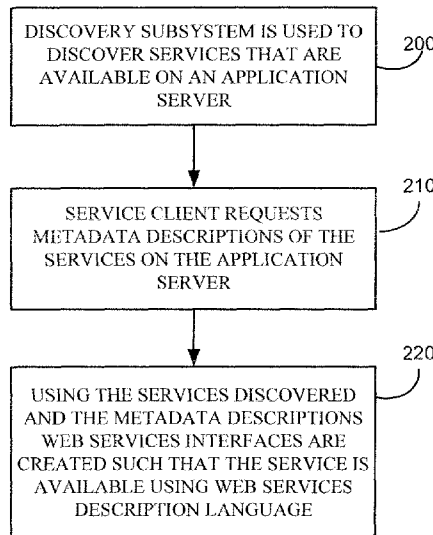 DISCOVERY SUBSYSTEM IS USED TO
DISCOVER SERVICES THAT ARE
AVAILABLE ON AN APPLICATION
SERVER
200
210
SERVICE CLIENT REQUESTS
METADATA DESCRIPTIONS OF THE
SERVICES ON THE APPLICATION
SERVER
220
USING THE SERVICES DISCOVERED
AND THE METADATA DESCRIPTIONS
WEB SERVICES INTERFACES ARE
CREATED SUCH THAT THE SERVICE IS
AVAILABLE USING WEB SERVICES
DESCRIPTION LANGUAGE